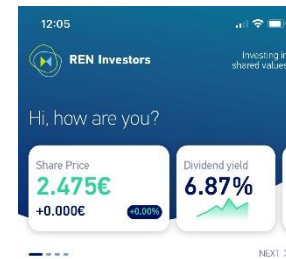 12:05
REN Investors
Investing in
shared values
Hi, how are you?
Share Price
2.475€
+0.000€
+0.00%
Dividend yield
6.87%
NEXT